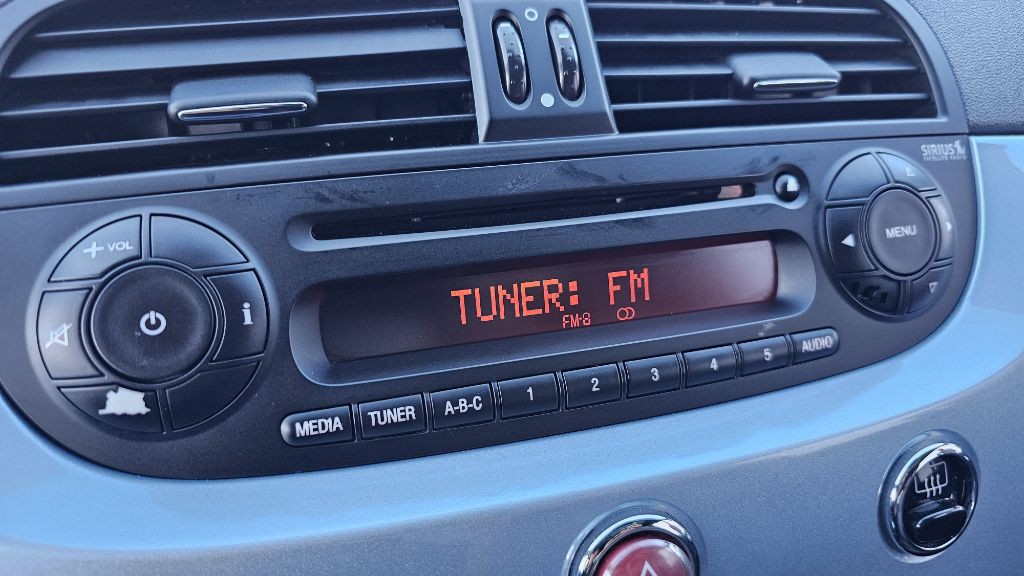 SIRIUS
SATELLITE RADIO
+ VOL
MENU
i
TUNER: FM
FM-8
MEDIA TUNER A-B-C 1 2 3 4 5 AUDIO